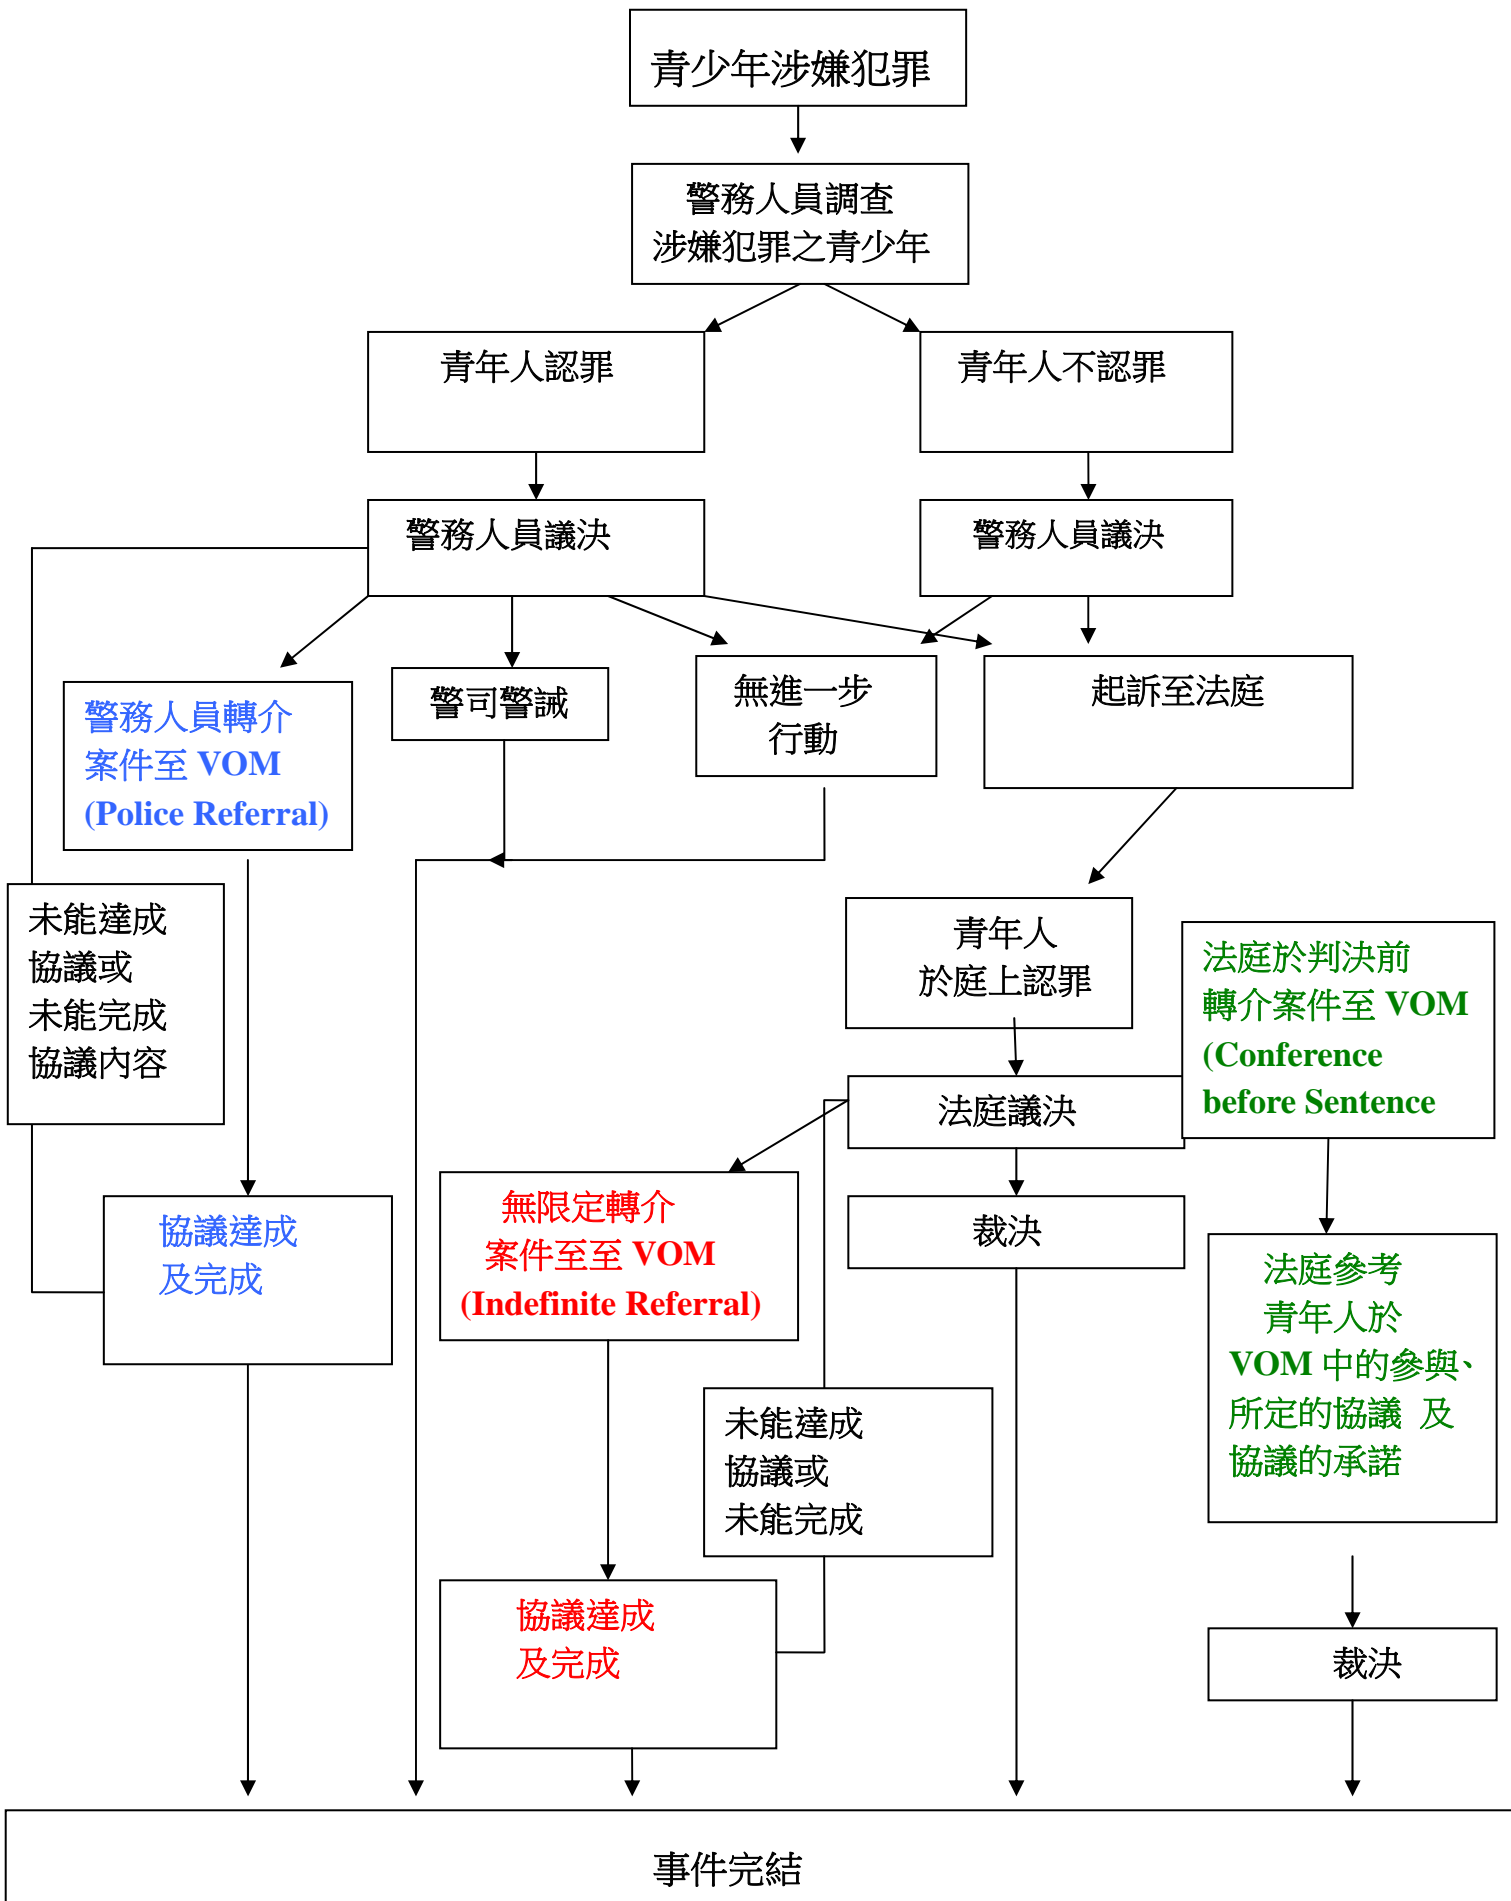 青少年涉嫌犯罪
警務人員調查
涉嫌犯罪之青少年
青年人認罪
青年人不認罪
警務人員議決
警務人員議決
警務人員轉介
案件至 VOM
(Police Referral)
警司警誡
無進一步
行動
起訴至法庭
未能達成
協議或
未能完成
協議內容
青年人
於庭上認罪
法庭於判決前
轉介案件至 VOM
(Conference
before Sentence
法庭議決
協議達成
及完成
無限定轉介
案件至至 VOM
(Indefinite Referral)
裁決
法庭參考
青年人於
VOM 中的參與、
所定的協議 及
協議的承諾
未能達成
協議或
未能完成
協議達成
及完成
裁決
事件完結